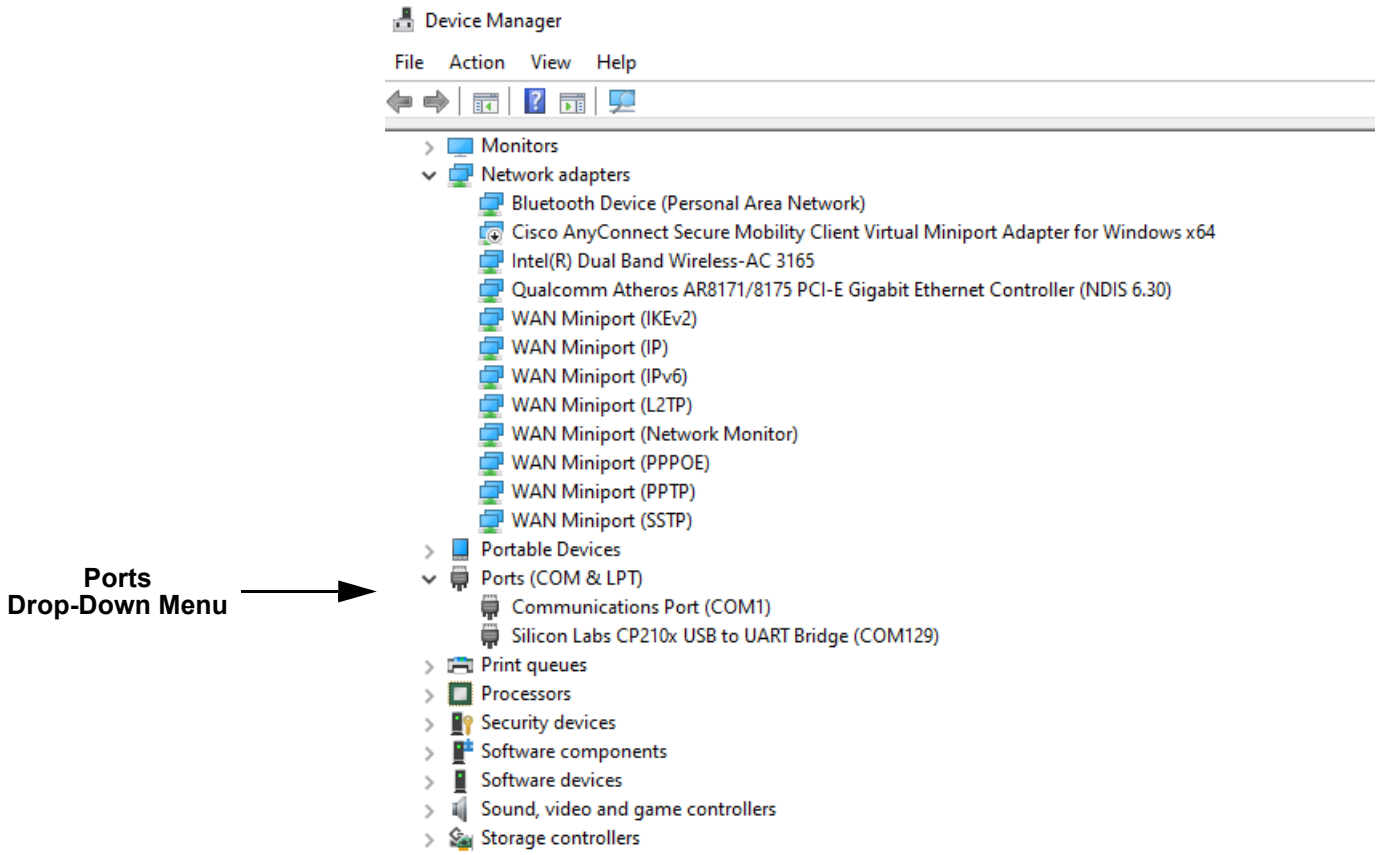 Device Manager
File Action View Help
Monitors
Network adapters
Bluetooth Device (Personal Area Network)
Cisco AnyConnect Secure Mobility Client Virtual Miniport Adapter for Windows x64
Intel(R) Dual Band Wireless-AC 3165
Qualcomm Atheros AR8171/8175 PCI-E Gigabit Ethernet Controller (NDIS 6.30)
WAN Miniport (IKEv2)
WAN Miniport (IP)
WAN Miniport (IPv6)
WAN Miniport (L2TP)
WAN Miniport (Network Monitor)
WAN Miniport (PPPOE)
WAN Miniport (PPTP)
WAN Miniport (SSTP)
Portable Devices
Ports
Drop-Down Menu
Ports (COM & LPT)
Communications Port (COM1)
Silicon Labs CP210x USB to UART Bridge (COM129)
Print queues
Processors
Security devices
Software components
Software devices
Sound, video and game controllers
Storage controllers